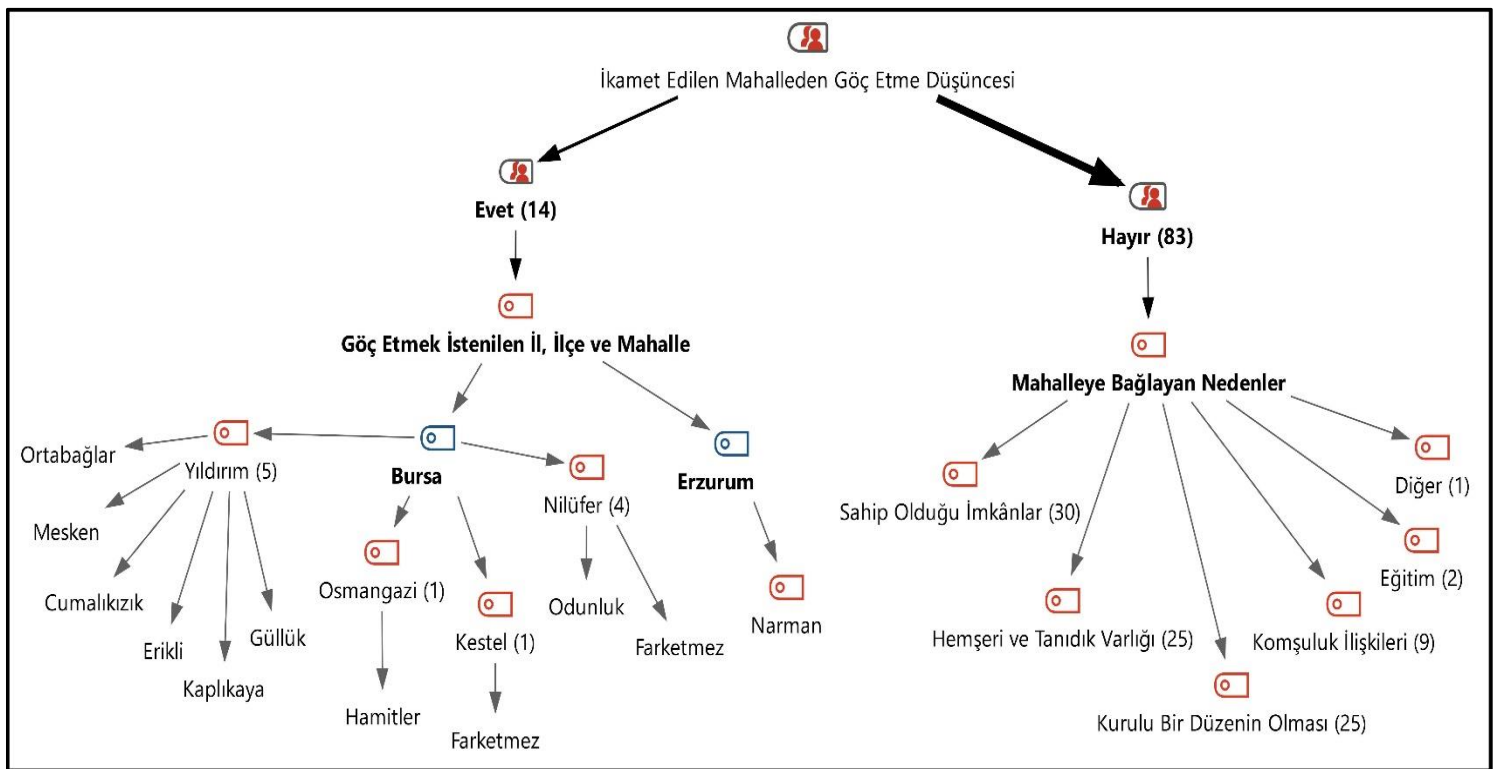 İkamet Edilen Mahalleden Göç Etme Düşüncesi
Evet (14)
Hayır (83)
Göç Etmek İstenilen İl, İlçe ve Mahalle
Mahalleye Bağlayan Nedenler
Ortabağlar
Yıldırım (5)
Bursa
Nilüfer (4)
Erzurum
Mesken
Cumalıkızık
Erikli
Kaplıkaya
Güllük
Osmangazi (1)
Kestel (1)
Odunluk
Farketmez
Narman
Hamitler
Farketmez
Sahip Olduğu İmkânlar (30)
Hemşeri ve Tanıdık Varlığı (25)
Kurulu Bir Düzenin Olması (25)
Komşuluk İlişkileri (9)
Eğitim (2)
Diğer (1)